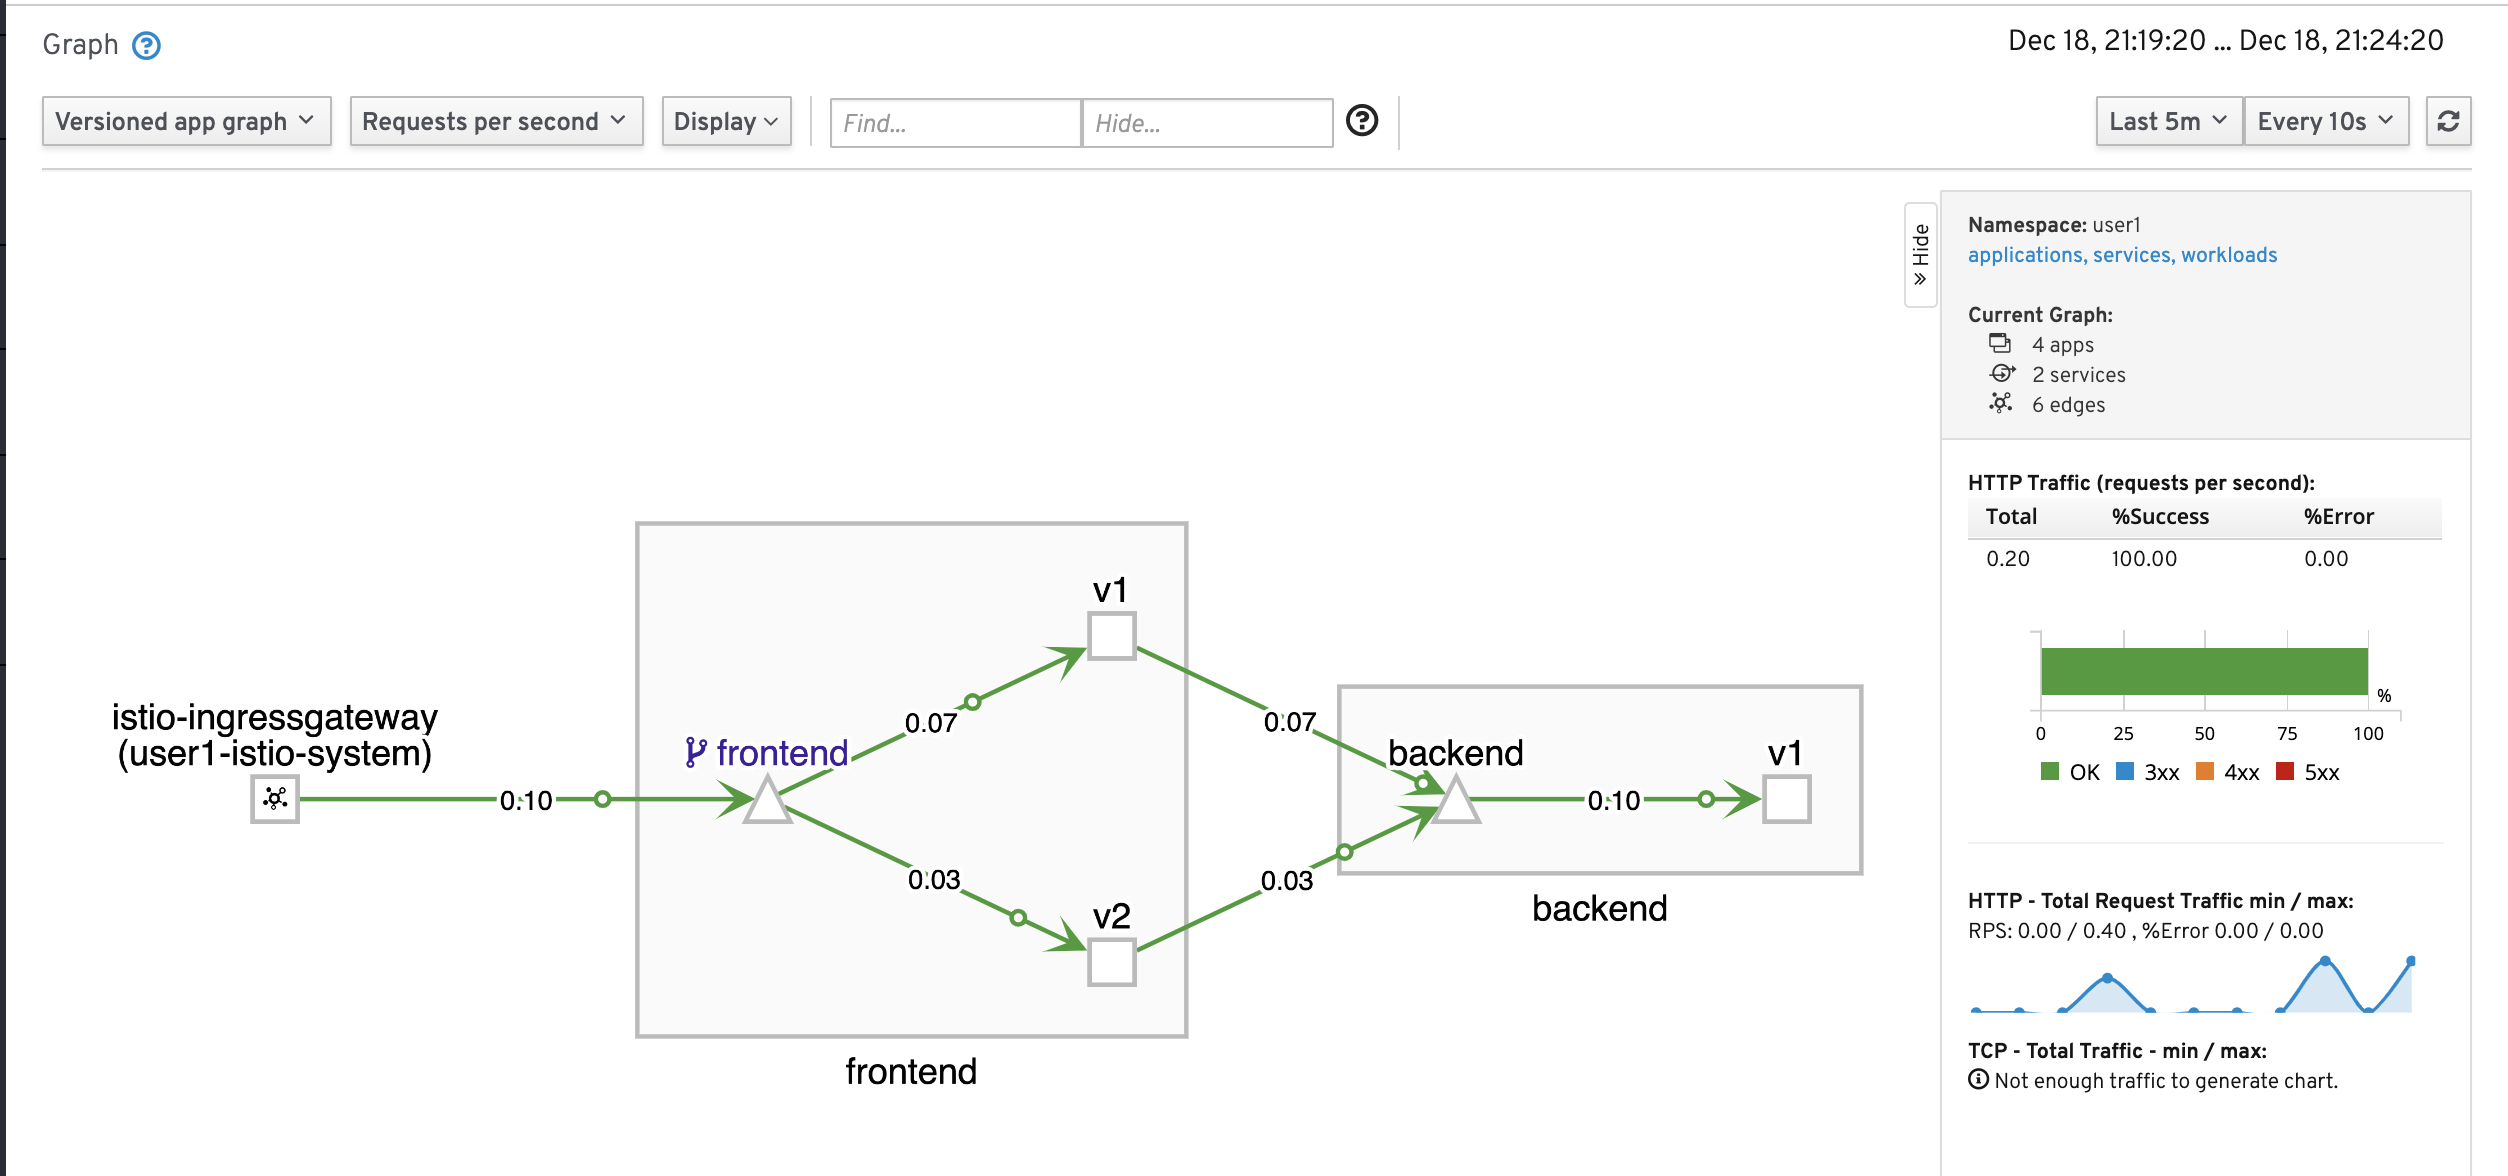 Graph
Dec 18, 21:19:20 ... Dec 18, 21:24:20
Versioned app graph
Requests per second
Display
Find...
Hide...
Last 5m
Every 10s
Hide
Namespace: user1
applications, services, workloads
Current Graph:
4 apps
2 services
6 edges
HTTP Traffic (requests per second):
Total %Success %Error
0.20 100.00 0.00
%
0 25 50 75 100
OK 3xx 4xx 5xx
HTTP - Total Request Traffic min / max:
RPS: 0.00 / 0.40 , %Error 0.00 / 0.00
TCP - Total Traffic - min / max:
Not enough traffic to generate chart.
istio-ingressgateway
(user1-istio-system)
0.10
frontend
0.07
v1
0.03
v2
frontend
0.07
0.03
backend
0.10
v1
backend